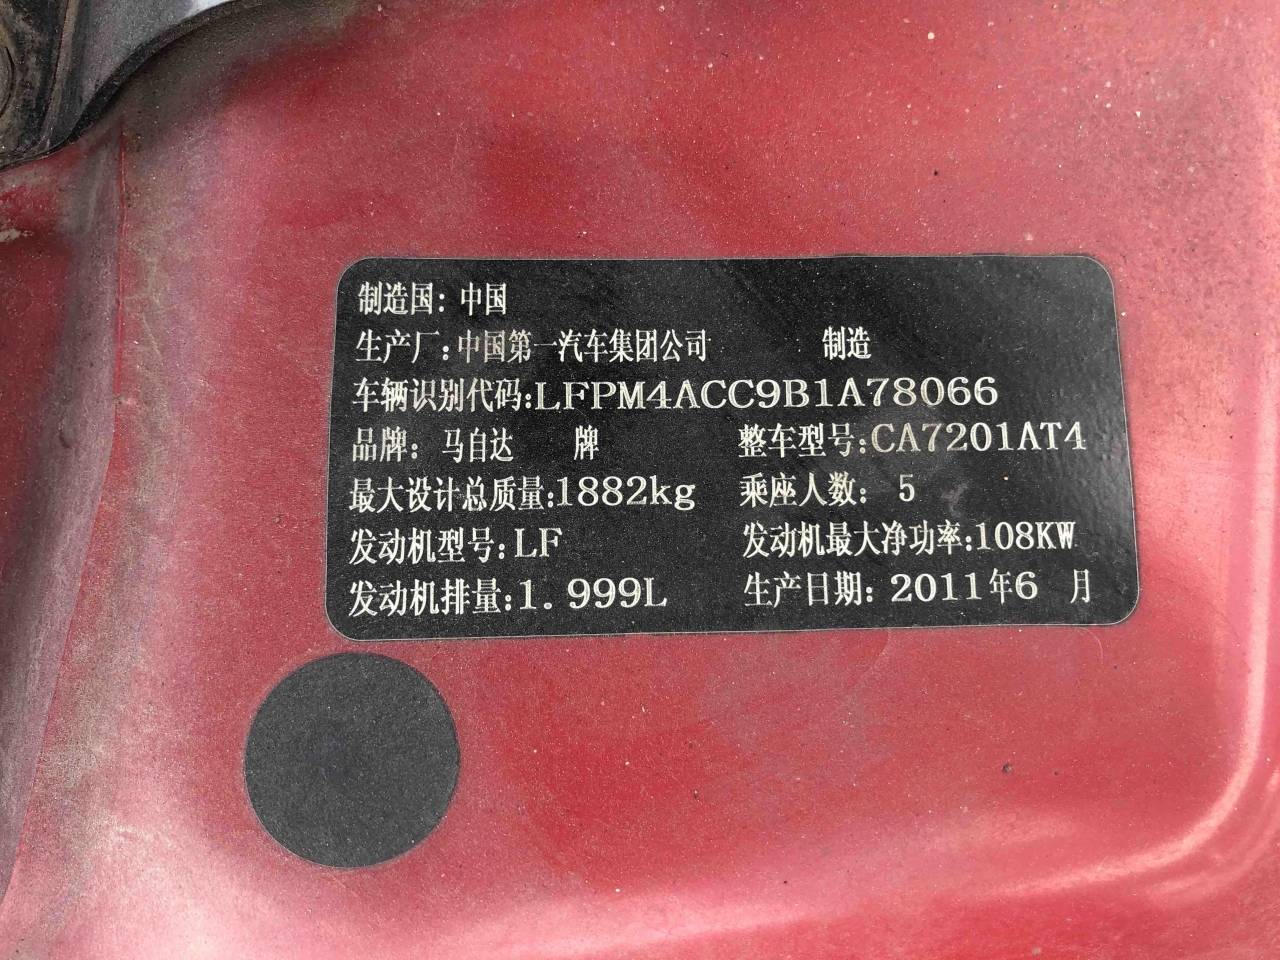 制造国：中国
生产厂：中国第一汽车集团公司 制造
车辆识别代码：LFPM4ACC9B1A78066
品牌：马自达 牌 整车型号：CA7201AT4
最大设计总质量：1882kg 乘座人数：5
发动机型号：LF 发动机最大净功率：108KW
发动机排量：1.999L 生产日期：2011年6 月